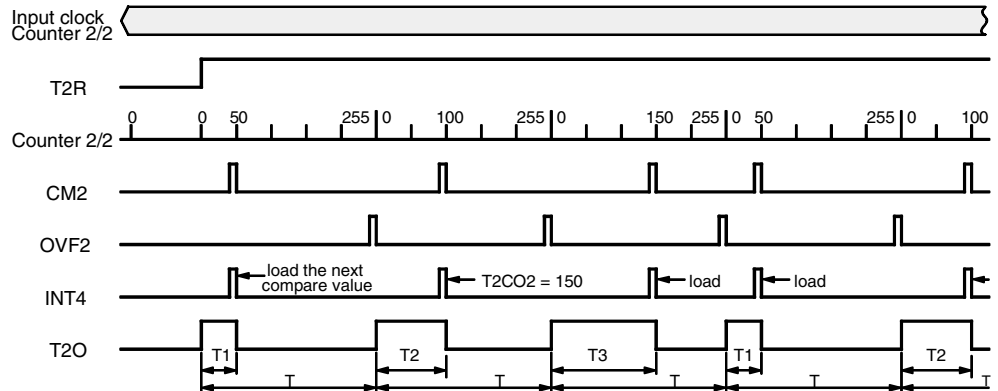 Input clock
Counter 2/2
T2R
0 0 50 255 0 100 255 0 150 255 0 50 255 0 100
Counter 2/2
CM2
OVF2
load the next
compare value
T2CO2 = 150
load
load
INT4
T1 T2 T3 T1 T2
T2O
T T T T T